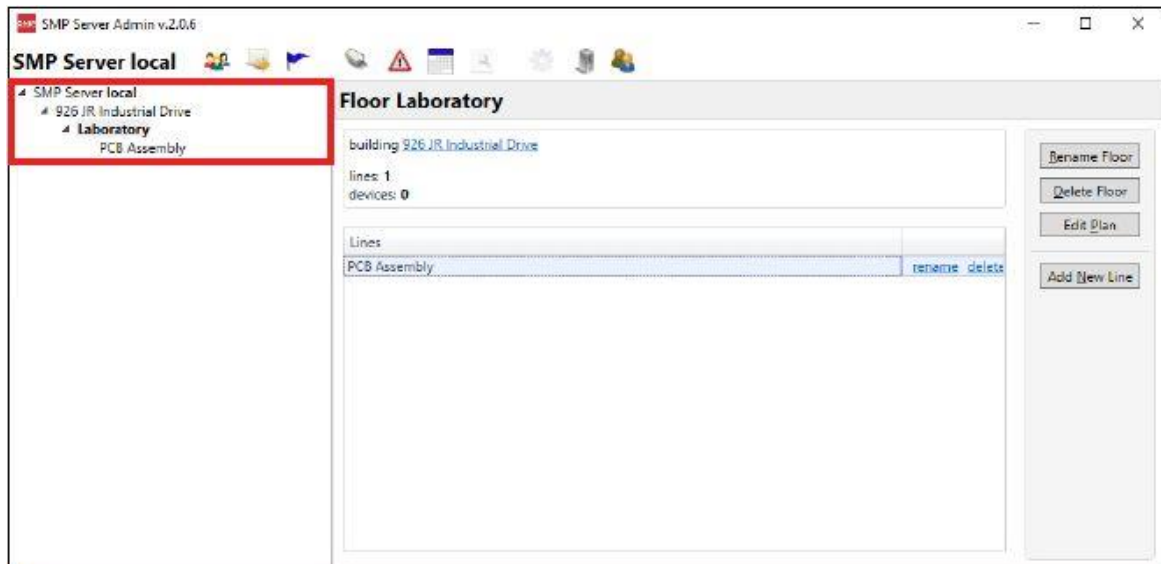 SMP Server Admin v.2.0.6
SMP Server local
SMP Server local
926 JR Industrial Drive
Laboratory
PCB Assembly
Floor Laboratory
building 926 JR Industrial Drive
lines: 1
devices: 0
Lines
PCB Assembly rename delete
Rename Floor
Delete Floor
Edit Plan
Add New Line